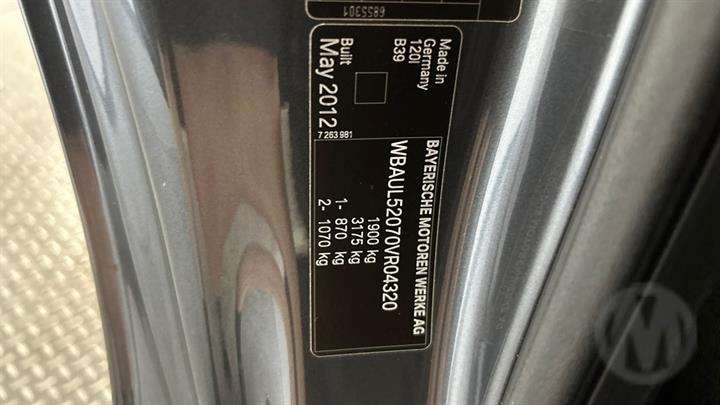 6855301
Made in
Germany
120I
B39
Built
May 2012
7 263 981
BAYERISCHE MOTOREN WERKE AG
WBAUL52070VR04320
1900 kg
3175 kg
1- 870 kg
2- 1070 kg
M
M